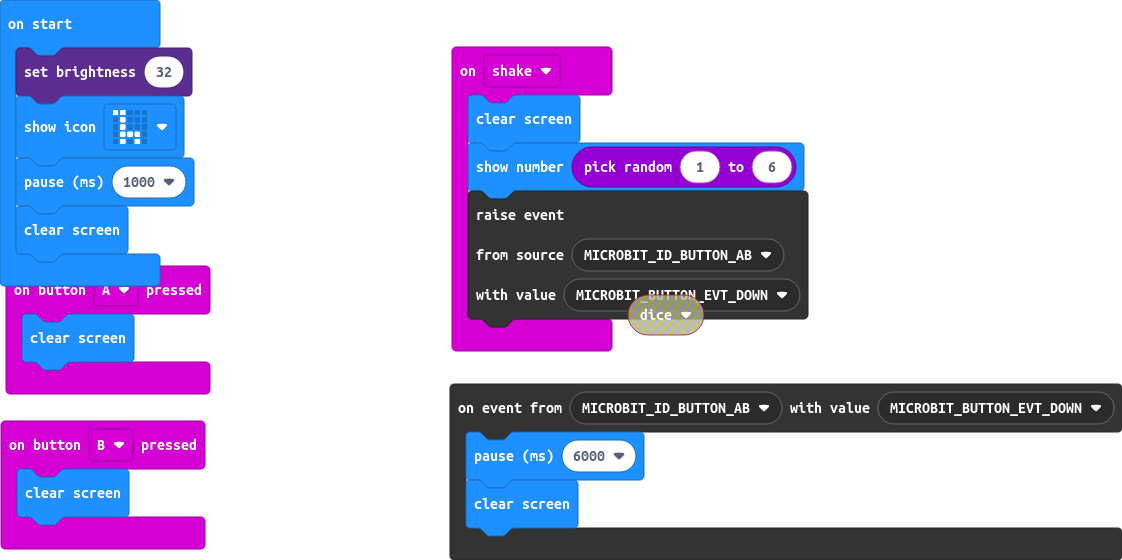 on start
set brightness 32
show icon
pause (ms) 1000
clear screen
on button A pressed
clear screen
on button B pressed
clear screen
on shake
clear screen
show number pick random 1 to 6
raise event
from source MICROBIT_ID_BUTTON_AB
with value MICROBIT_BUTTON_EVT_DOWN
dice
on event from MICROBIT_ID_BUTTON_AB with value MICROBIT_BUTTON_EVT_DOWN
pause (ms) 6000
clear screen